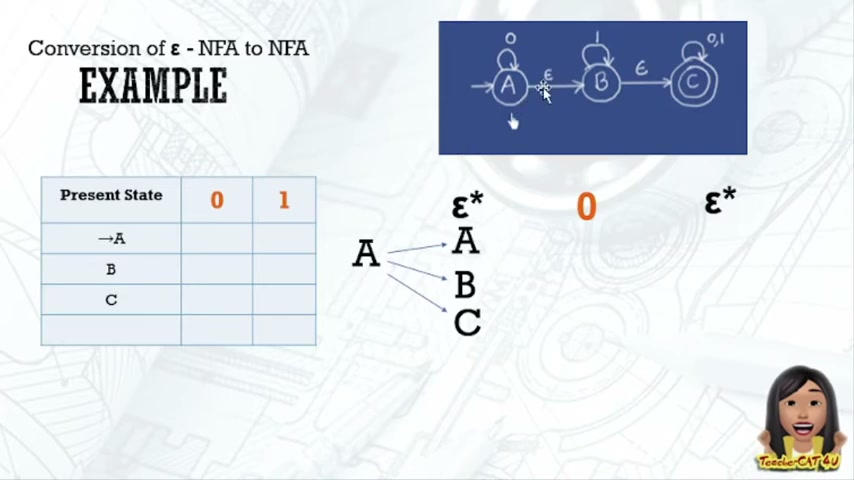 Conversion of ε - NFA to NFA
EXAMPLE
0
1
0,1
A
ε
B
ε
C
Present State 0 1
→A
B
C
ε* 0 ε*
A
A
B
C
TeacherCAT4U